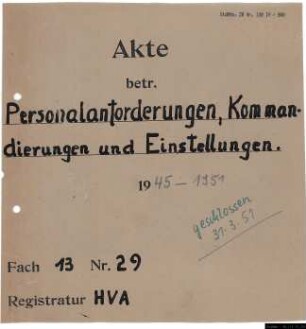 Akte
betr.
Personalanforderungen, Komman-
dierungen und Einstellungen.
1945-1951
geschlossen
31.3.51
Fach 13 Nr. 29
Registratur HVA